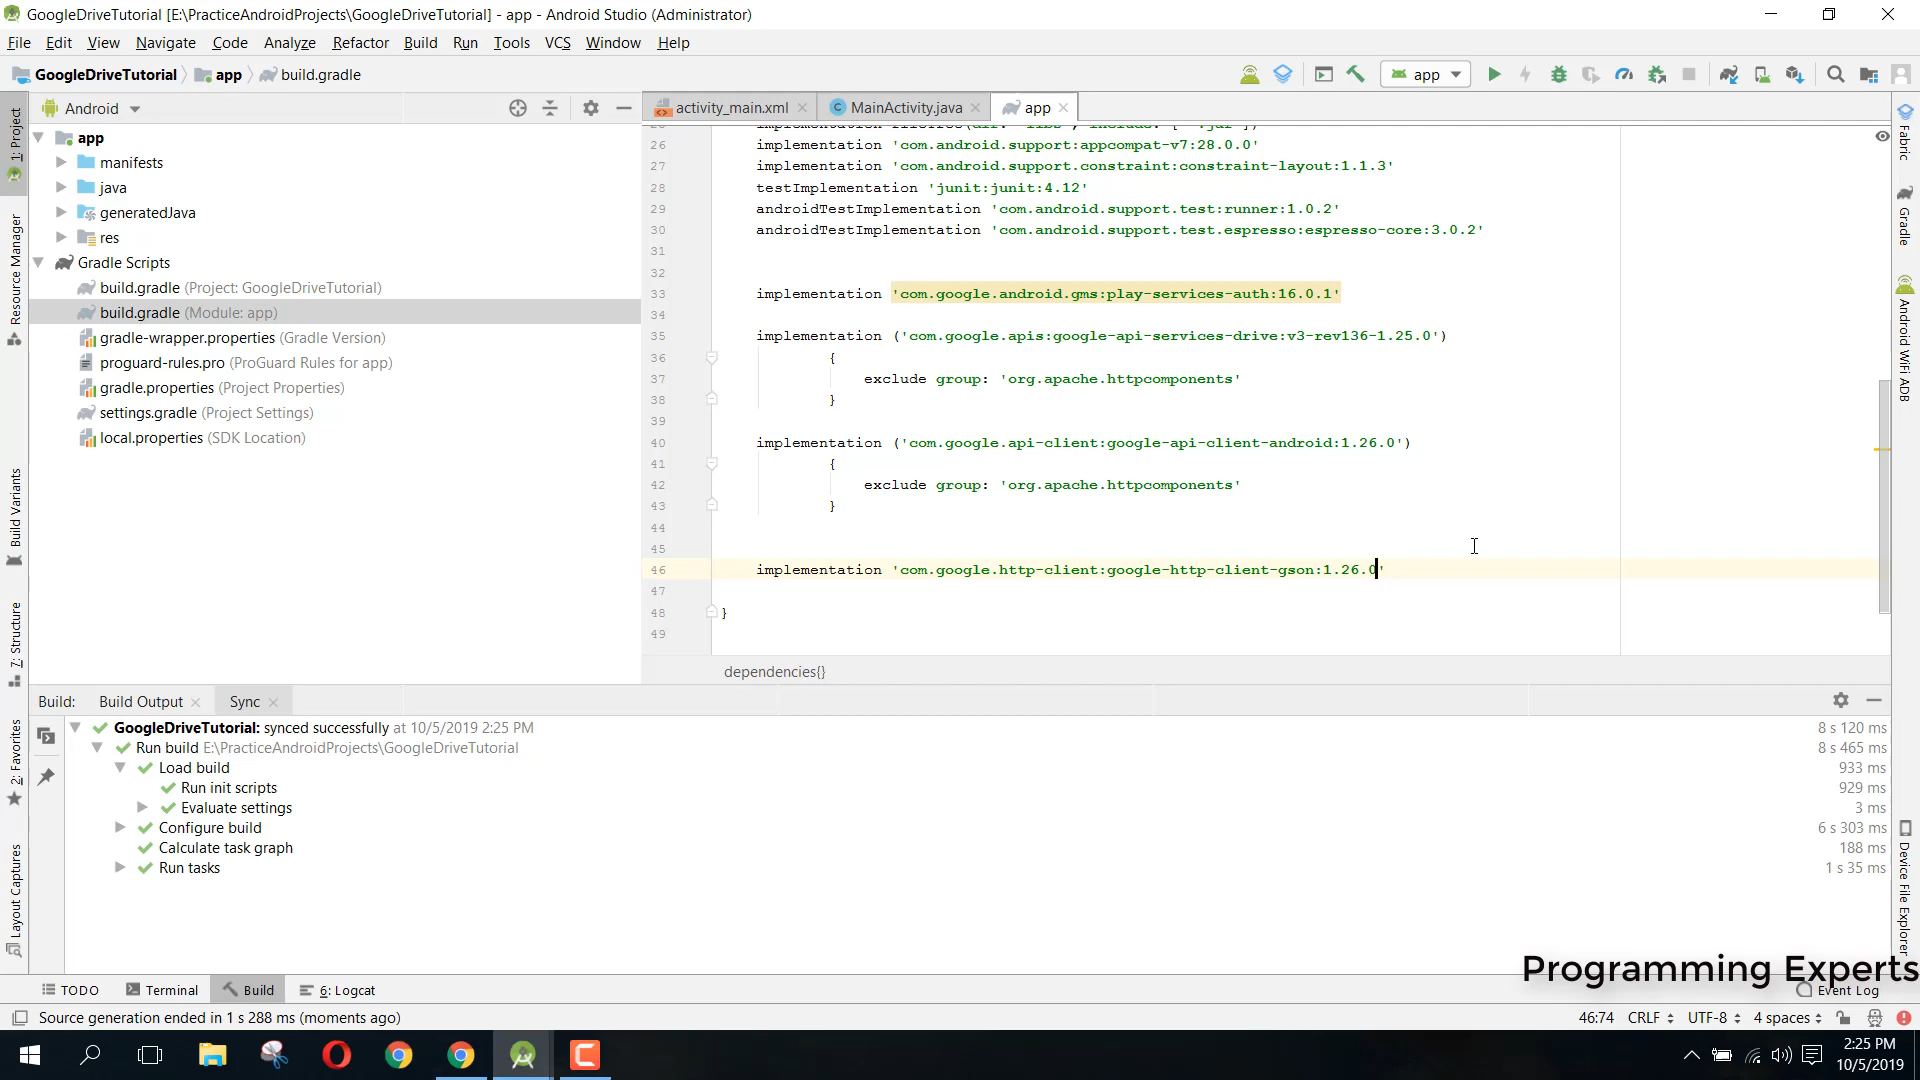 GoogleDriveTutorial [E:\PracticeAndroidProjects\GoogleDriveTutorial] - app - Android Studio (Administrator)
File Edit View Navigate Code Analyze Refactor Build Run Tools VCS Window Help
GoogleDriveTutorial app build.gradle
app
Android
activity_main.xml MainActivity.java app
1: Project
Resource Manager
Build Variants
7: Structure
2: Favorites
Layout Captures
app
manifests
java
generatedJava
res
Gradle Scripts
build.gradle (Project: GoogleDriveTutorial)
build.gradle (Module: app)
gradle-wrapper.properties (Gradle Version)
proguard-rules.pro (ProGuard Rules for app)
gradle.properties (Project Properties)
settings.gradle (Project Settings)
local.properties (SDK Location)
26 implementation 'com.android.support:appcompat-v7:28.0.0'
27 implementation 'com.android.support.constraint:constraint-layout:1.1.3'
28 testImplementation 'junit:junit:4.12'
29 androidTestImplementation 'com.android.support.test:runner:1.0.2'
30 androidTestImplementation 'com.android.support.test.espresso:espresso-core:3.0.2'
31
32
33 implementation 'com.google.android.gms:play-services-auth:16.0.1'
34
35 implementation ('com.google.apis:google-api-services-drive:v3-rev136-1.25.0')
36 {
37 exclude group: 'org.apache.httpcomponents'
38 }
39
40 implementation ('com.google.api-client:google-api-client-android:1.26.0')
41 {
42 exclude group: 'org.apache.httpcomponents'
43 }
44
45
46 implementation 'com.google.http-client:google-http-client-gson:1.26.0'
47
48 }
49
dependencies{}
Fabric
Gradle
Android WiFi ADB
Device File Explorer
Build: Build Output Sync
GoogleDriveTutorial: synced successfully at 10/5/2019 2:25 PM 8 s 120 ms
Run build E:\PracticeAndroidProjects\GoogleDriveTutorial 8 s 465 ms
Load build 933 ms
Run init scripts 929 ms
Evaluate settings 3 ms
Configure build 6 s 303 ms
Calculate task graph 188 ms
Run tasks 1 s 35 ms
Programming Experts
TODO Terminal Build 6: Logcat Event Log
Source generation ended in 1 s 288 ms (moments ago) 46:74 CRLF UTF-8 4 spaces
2:25 PM
10/5/2019